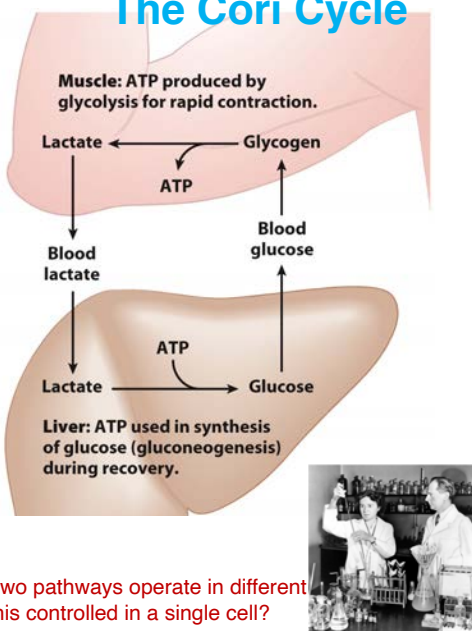 The Cori Cycle
Muscle: ATP produced by
glycolysis for rapid contraction.
Lactate
Glycogen
ATP
Blood
lactate
Blood
glucose
ATP
Lactate
Glucose
Liver: ATP used in synthesis
of glucose (gluconeogenesis)
during recovery.
two pathways operate in different
this controlled in a single cell?